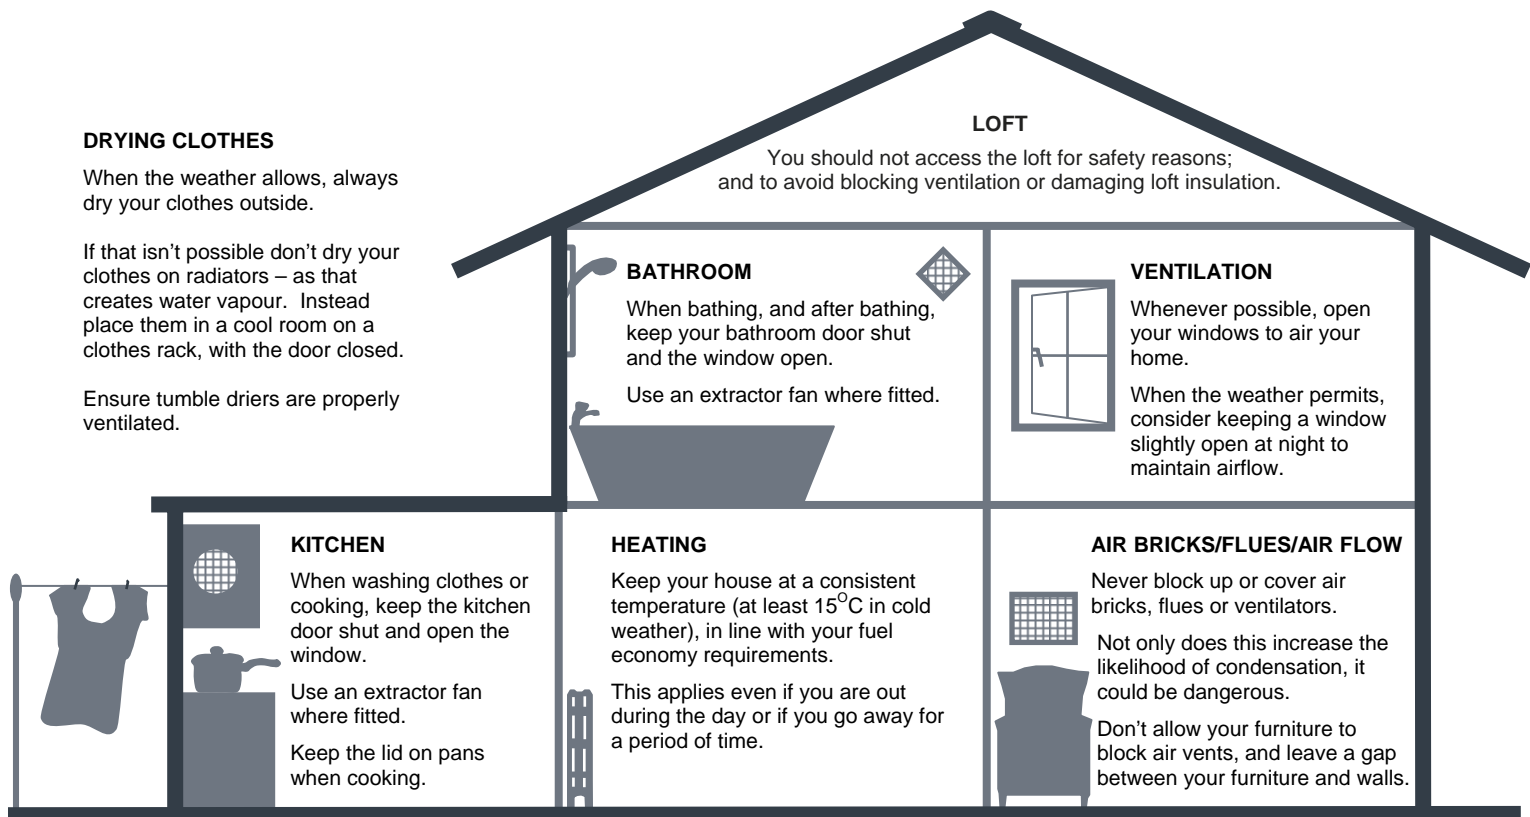 DRYING CLOTHES
When the weather allows, always
dry your clothes outside.
If that isn’t possible don’t dry your
clothes on radiators – as that
creates water vapour.  Instead
place them in a cool room on a
clothes rack, with the door closed.
Ensure tumble driers are properly
ventilated.
LOFT
You should not access the loft for safety reasons;
and to avoid blocking ventilation or damaging loft insulation.
BATHROOM
When bathing, and after bathing,
keep your bathroom door shut
and the window open.
Use an extractor fan where fitted.
VENTILATION
Whenever possible, open
your windows to air your
home.
When the weather permits,
consider keeping a window
slightly open at night to
maintain airflow.
KITCHEN
When washing clothes or
cooking, keep the kitchen
door shut and open the
window.
Use an extractor fan
where fitted.
Keep the lid on pans
when cooking.
HEATING
Keep your house at a consistent
temperature (at least 15OC in cold
weather), in line with your fuel
economy requirements.
This applies even if you are out
during the day or if you go away for
a period of time.
AIR BRICKS/FLUES/AIR FLOW
Never block up or cover air
bricks, flues or ventilators.
Not only does this increase the
likelihood of condensation, it
could be dangerous.
Don’t allow your furniture to
block air vents, and leave a gap
between your furniture and walls.